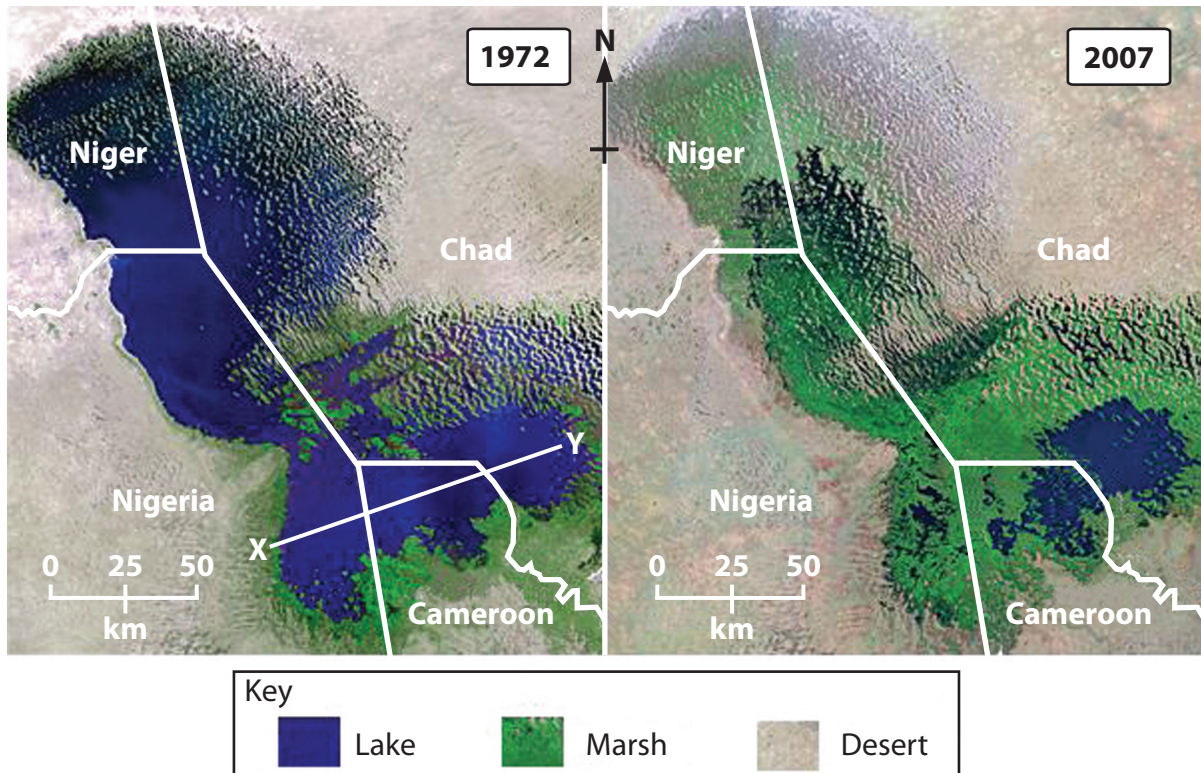 1972
N
2007
Niger
Niger
Chad
Chad
Y
Nigeria
X
Nigeria
0 25 50
km
Cameroon
0 25 50
km
Cameroon
Key
Lake
Marsh
Desert